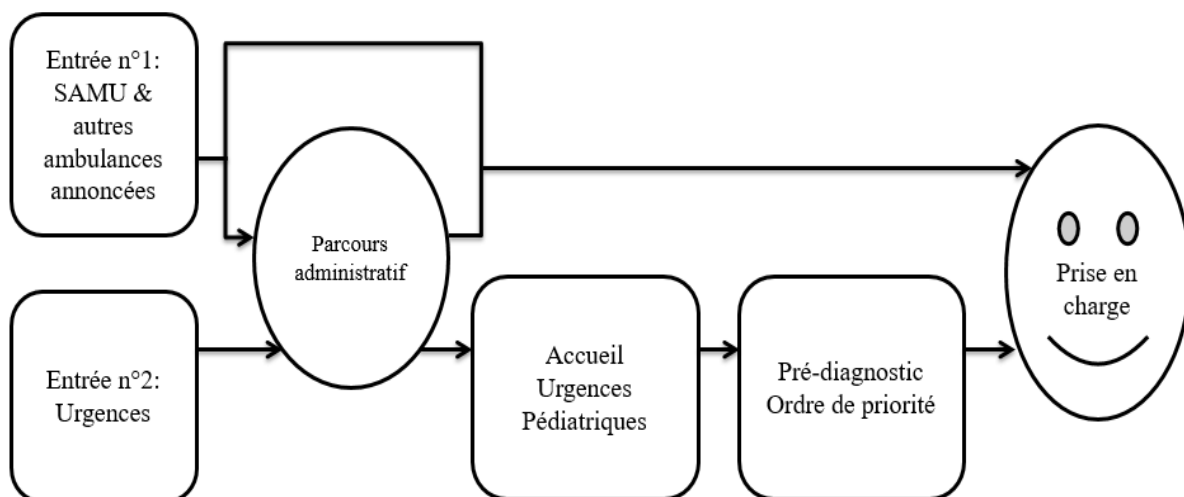 Entrée n°1:
SAMU &
autres
ambulances
annoncées
Parcours
administratif
Prise en
charge
Entrée n°2:
Urgences
Accueil
Urgences
Pédiatriques
Pré-diagnostic
Ordre de priorité